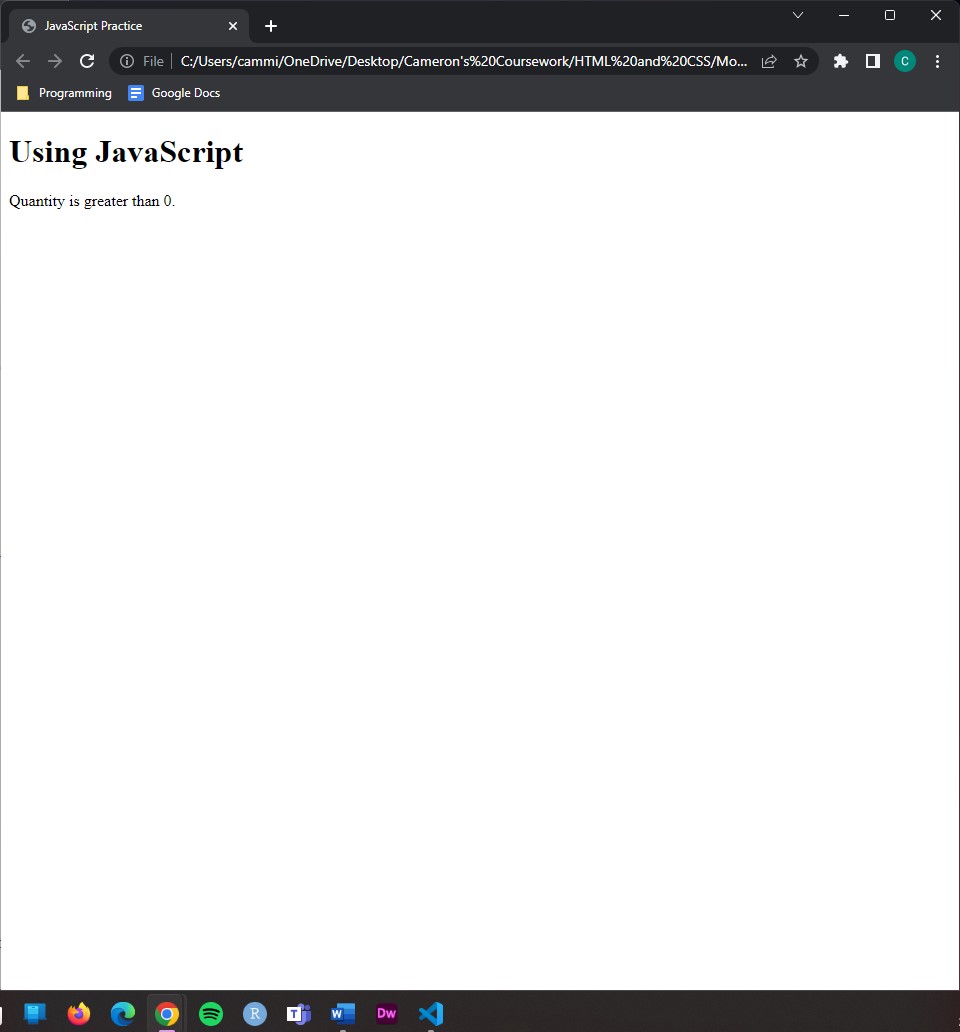 JavaScript Practice
File
C:/Users/cammi/OneDrive/Desktop/Cameron's%20Coursework/HTML%20and%20CSS/Mo...
C
Programming
Google Docs
Using JavaScript
Quantity is greater than 0.
R
T
W
Dw